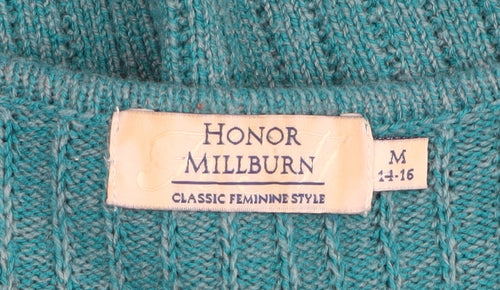 HONOR
MILLBURN
CLASSIC FEMININE STYLE
M
14-16